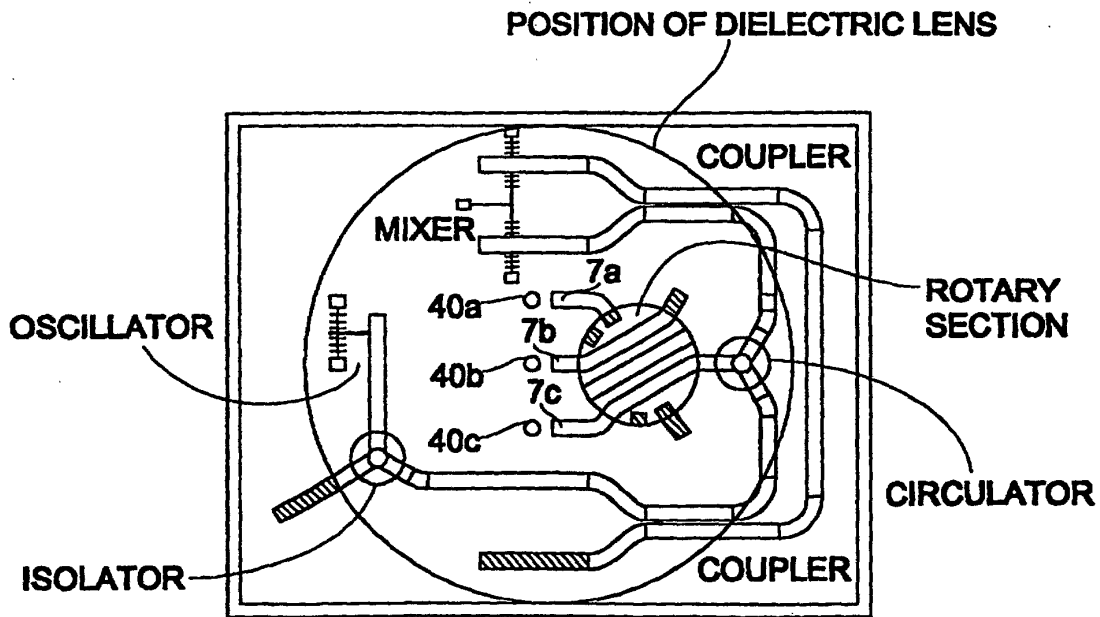 POSITION OF DIELECTRIC LENS
COUPLER
MIXER
7a
40a
ROTARY
SECTION
OSCILLATOR
7b
40b
7c
40c
CIRCULATOR
ISOLATOR
COUPLER